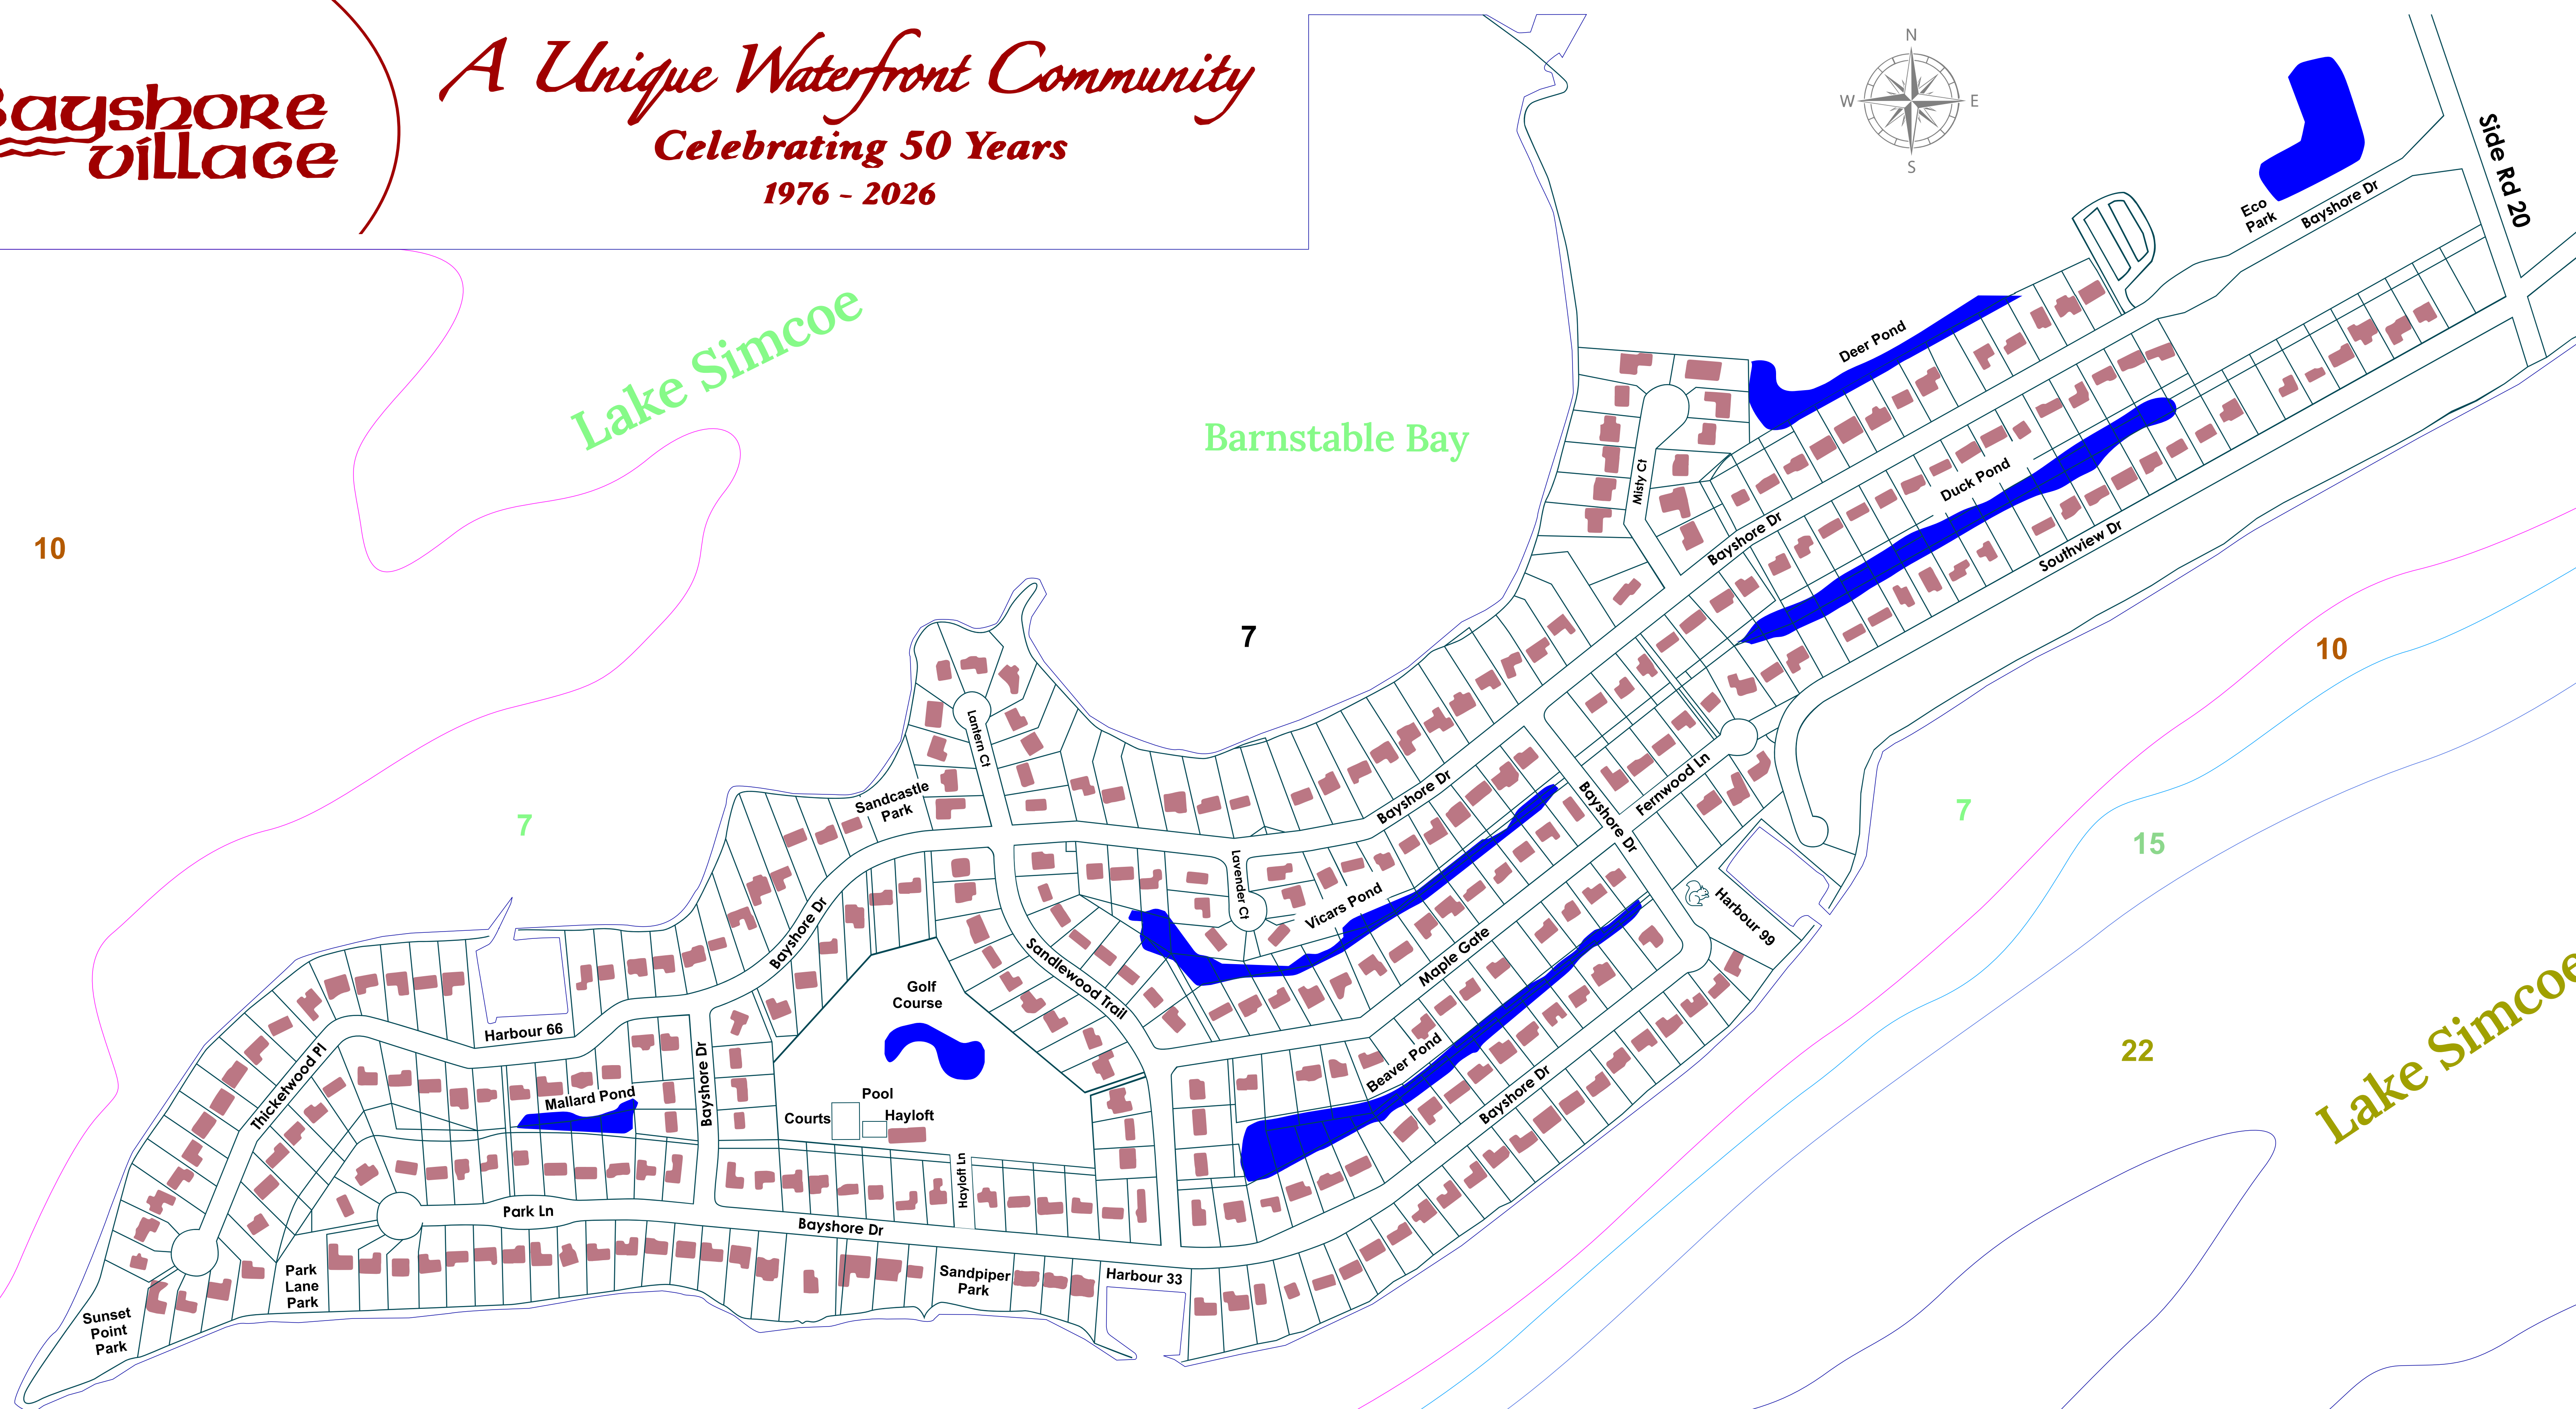 Bayshore
village
A Unique Waterfront Community
Celebrating 50 Years
1976 - 2026
N
W
E
S
Side Rd 20
Eco
Park
Bayshore Dr
Lake Simcoe
Deer Pond
Barnstable Bay
Misty Ct
Duck Pond
Bayshore Dr
Southview Dr
10
7
10
Lantern Ct
Sandcastle
Park
Bayshore Dr
Bayshore Dr
Fernwood Ln
7
7
15
Lavender Ct
Vicars Pond
Harbour 99
Bayshore Dr
Sandlewood Trail
Maple Gate
Golf
Course
Harbour 66
Thicketwood Pl
Mallard Pond
Bayshore Dr
Pool
Courts
Hayloft
Beaver Pond
Bayshore Dr
22
Lake Simcoe
Hayloft Ln
Park Ln
Bayshore Dr
Park
Lane
Park
Sandpiper
Park
Harbour 33
Sunset
Point
Park